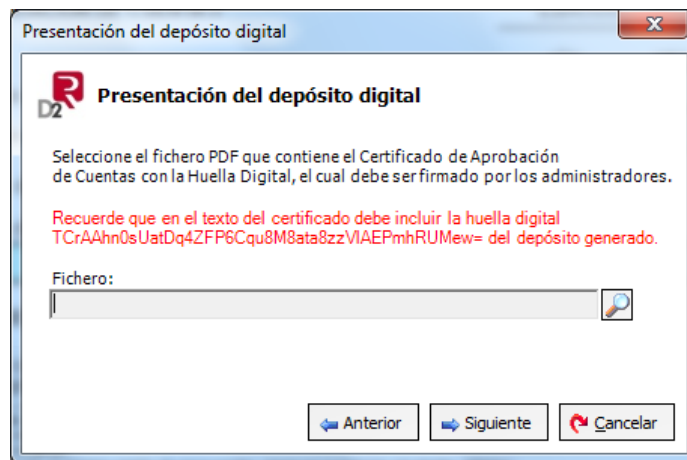 Presentación del depósito digital
X
D2R
Presentación del depósito digital
Seleccione el fichero PDF que contiene el Certificado de Aprobación
de Cuentas con la Huella Digital, el cual debe ser firmado por los administradores.
Recuerde que en el texto del certificado debe incluir la huella digital
TCrAAhn0sUatDq4ZFP6Cqu8M8ata8zzVIAEPmhRUMew= del depósito generado.
Fichero:
Anterior
Siguiente
Cancelar